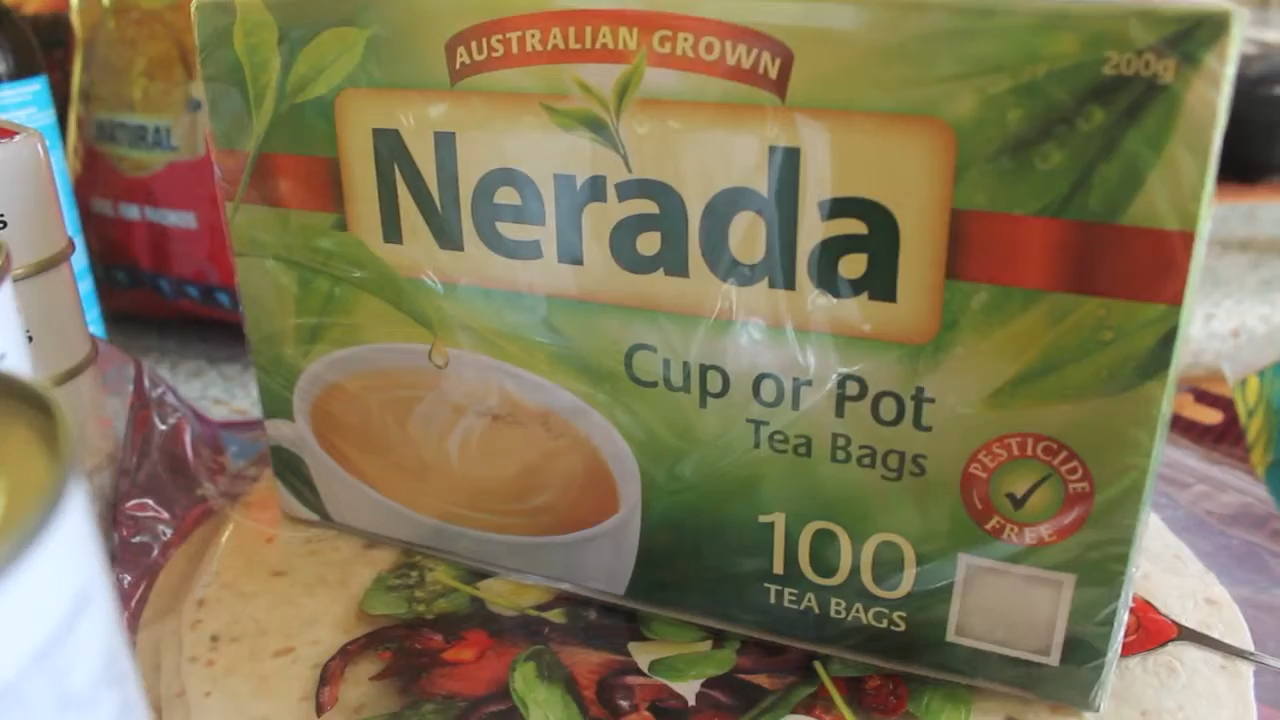 AUSTRALIAN GROWN
200g
Nerada
Cup or Pot
Tea Bags
PESTICIDE
FREE
100
TEA BAGS
NATURAL